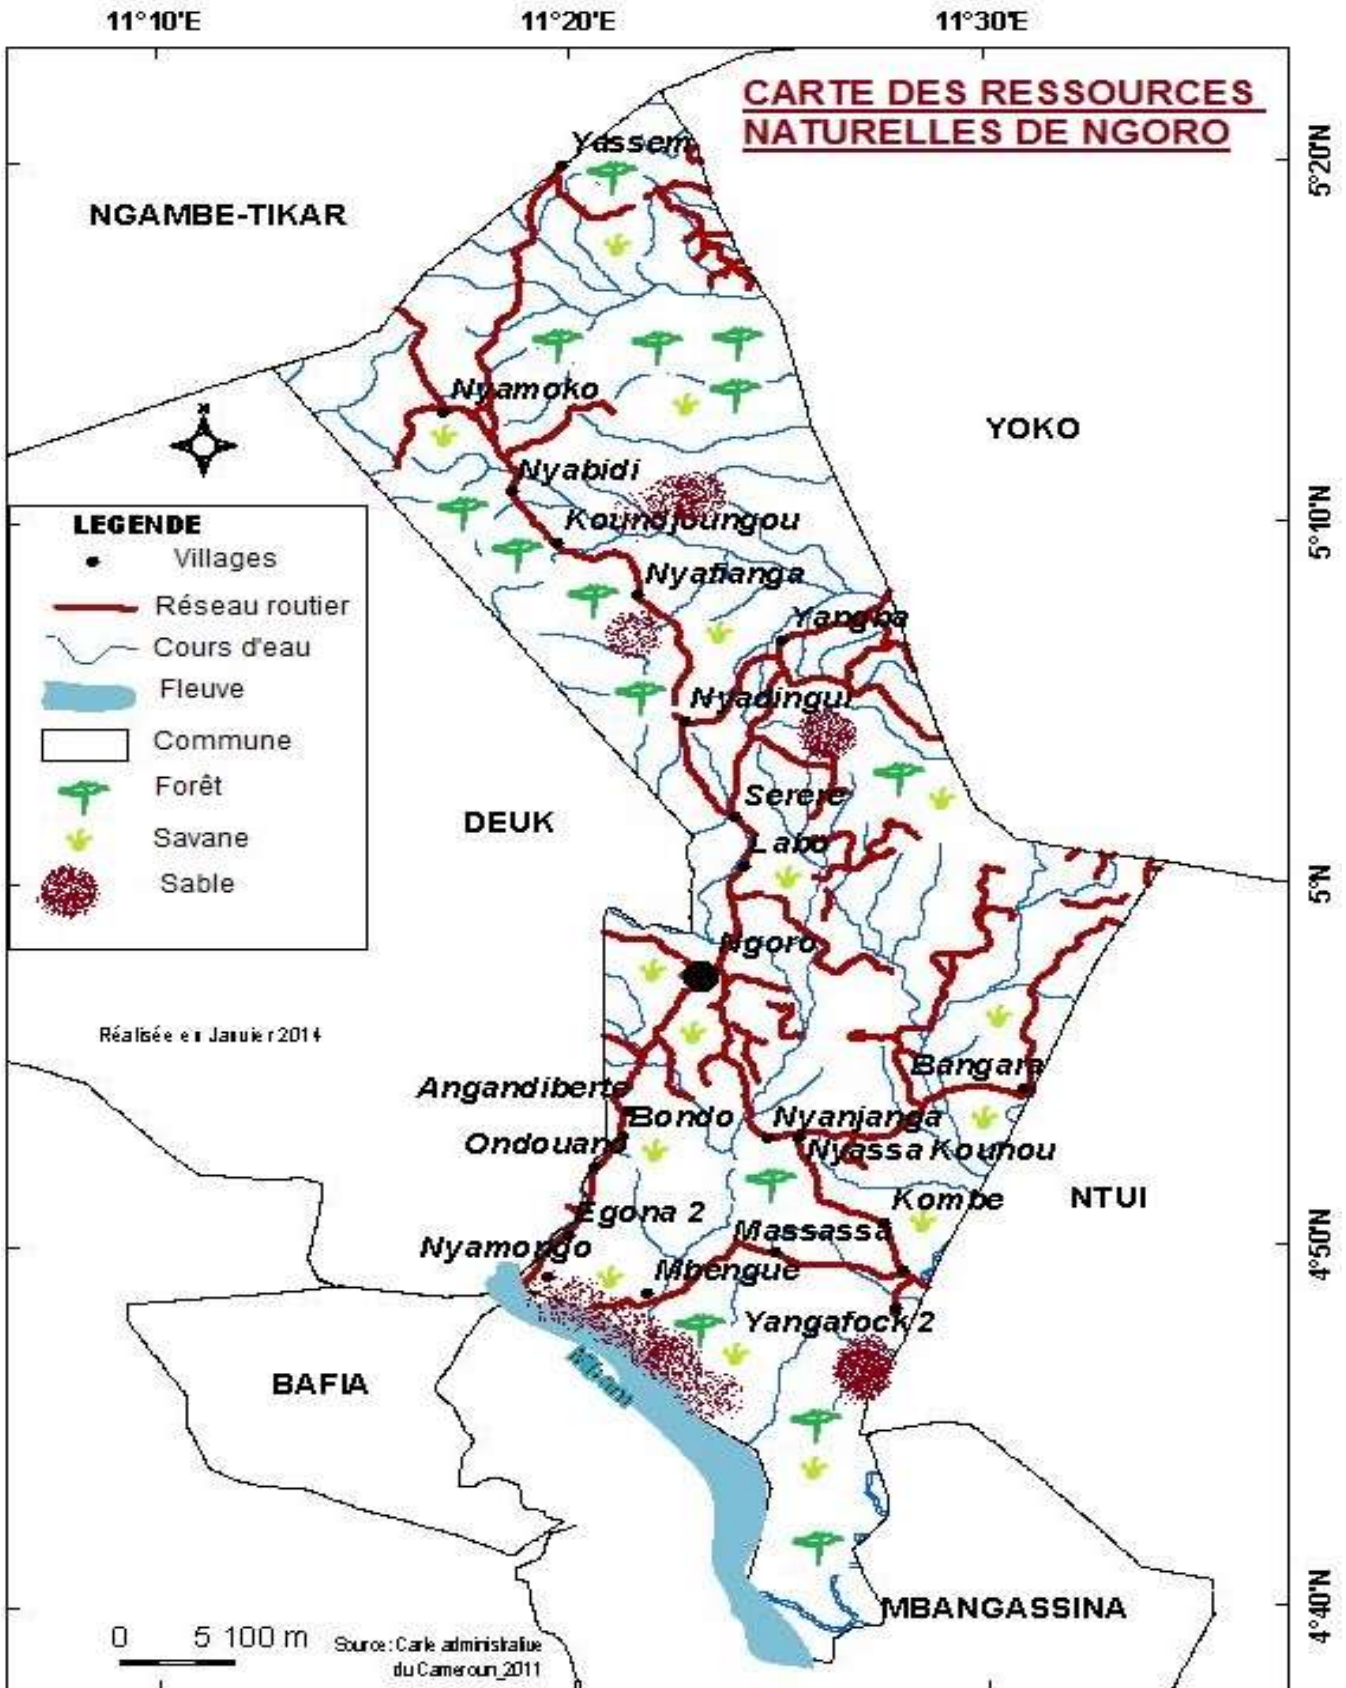 11°10'E 11°20'E 11°30'E
CARTE DES RESSOURCES
NATURELLES DE NGORO
5°20'N
Yassem
NGAMBE-TIKAR
Nyamoko
YOKO
N
Nyabidi
5°10'N
Koundjoungou
LEGENDE
Villages
Réseau routier
Cours d'eau
Fleuve
Commune
Forêt
Savane
Sable
Nyafianga
Yangba
Nyadingui
DEUK
Serere
Labo
5°N
Ngoro
Réalisée en Janvier 2014
Bangara
Angandiberte
Bondo
Nyanjanga
Ondouano
Nyassa Kounou
NTUI
Kombe
Egona 2
Massassa
4°50'N
Nyamongo
Mbengue
Yangafock 2
Mbam
BAFIA
MBANGASSINA
4°40'N
0 5 100 m
Source: Carte administrative
du Cameroun_2011